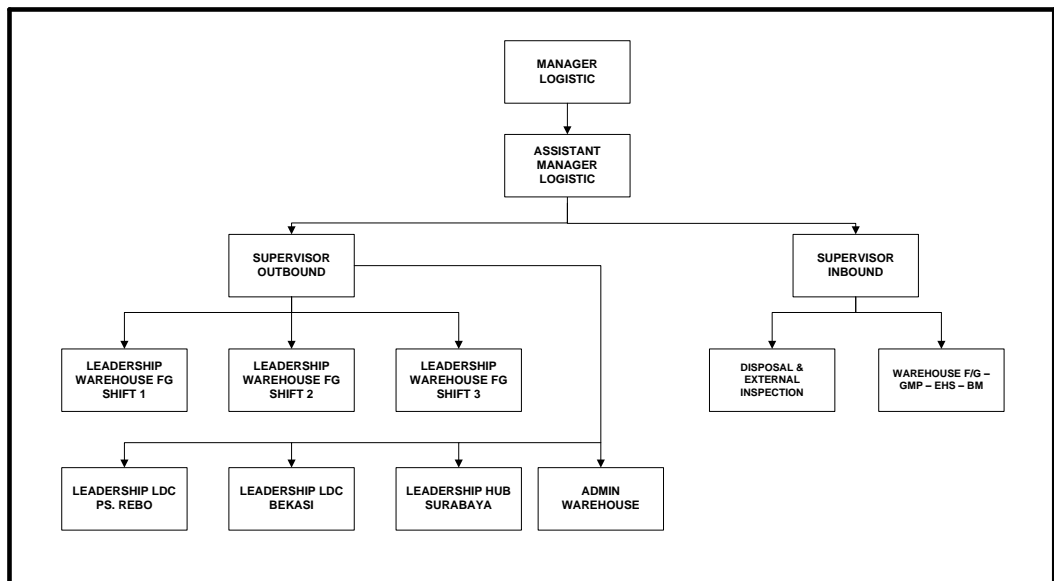 MANAGER
LOGISTIC
ASSISTANT
MANAGER
LOGISTIC
SUPERVISOR
OUTBOUND
SUPERVISOR
INBOUND
LEADERSHIP
WAREHOUSE FG
SHIFT 1
LEADERSHIP
WAREHOUSE FG
SHIFT 2
LEADERSHIP
WAREHOUSE FG
SHIFT 3
DISPOSAL &
EXTERNAL
INSPECTION
WAREHOUSE F/G –
GMP – EHS – BM
LEADERSHIP LDC
PS. REBO
LEADERSHIP LDC
BEKASI
LEADERSHIP HUB
SURABAYA
ADMIN
WAREHOUSE